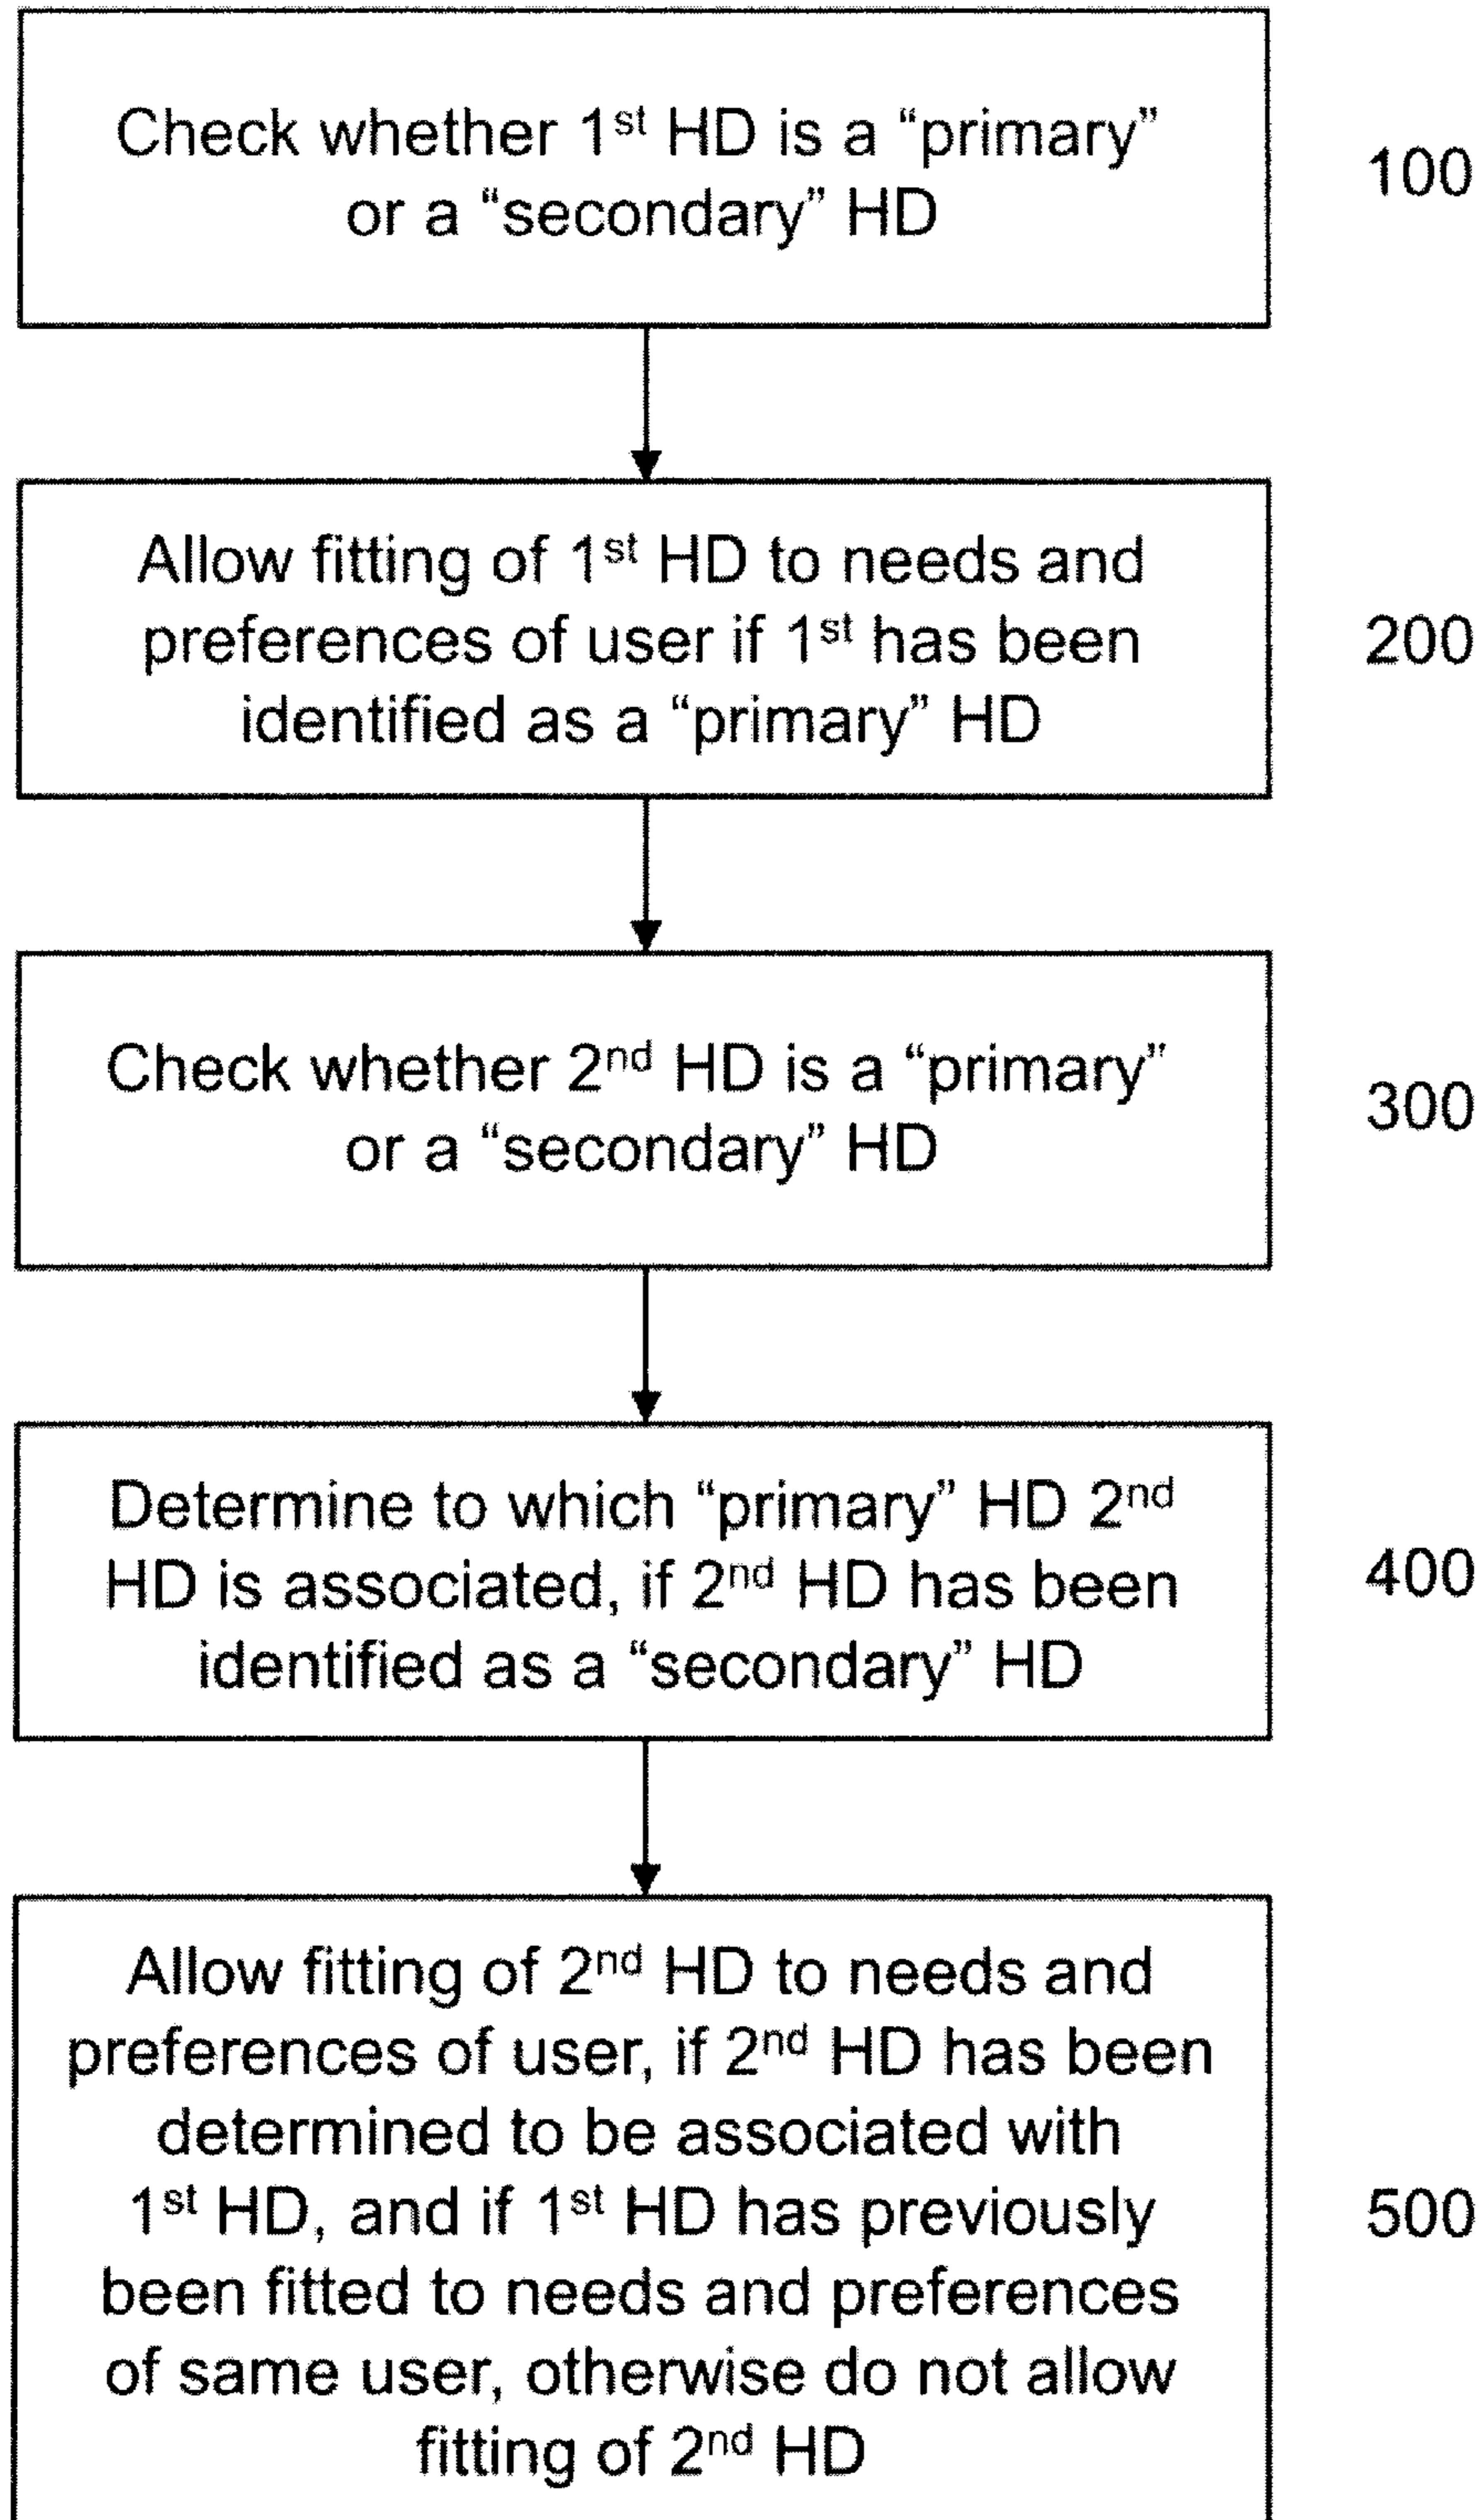 Check whether 1st HD is a “primary”
or a “secondary” HD
100
Allow fitting of 1st HD to needs and
preferences of user if 1st has been
identified as a “primary” HD
200
Check whether 2nd HD is a “primary”
or a “secondary” HD
300
Determine to which “primary” HD 2nd
HD is associated, if 2nd HD has been
identified as a “secondary” HD
400
Allow fitting of 2nd HD to needs and
preferences of user, if 2nd HD has been
determined to be associated with
1st HD, and if 1st HD has previously
been fitted to needs and preferences
of same user, otherwise do not allow
fitting of 2nd HD
500